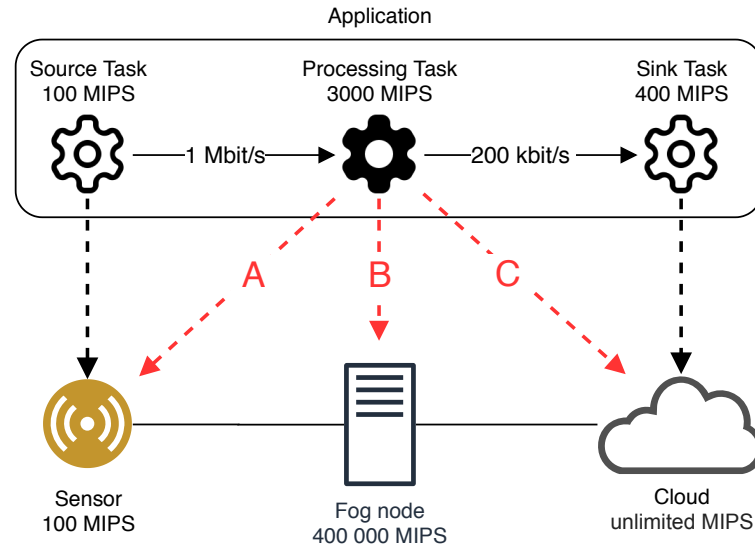 Application
Source Task
100 MIPS
Processing Task
3000 MIPS
Sink Task
400 MIPS
1 Mbit/s
200 kbit/s
A
B
C
Sensor
100 MIPS
Fog node
400 000 MIPS
Cloud
unlimited MIPS